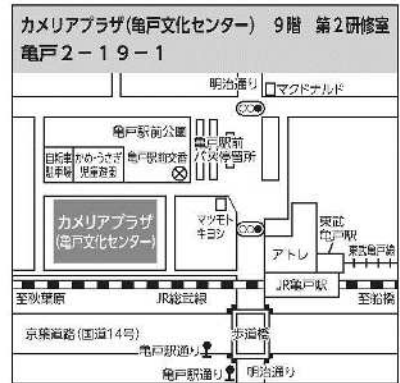 カメリアプラザ(亀戸文化センター) 9階 第2研修室
亀戸2-19-1
明治通り
マクドナルド
亀戸駅前公園
亀戸駅前
バス停留所
自転車
駐車場
かめ・うさぎ
児童遊園
亀戸駅前交番
カメリアプラザ
(亀戸文化センター)
マツモト
キヨシ
東武
亀戸駅
アトレ
東武亀戸線
JR亀戸駅
至秋葉原
JR総武線
至船橋
京葉道路(国道14号)
歩道橋
亀戸駅通り
亀戸駅通り
明治通り